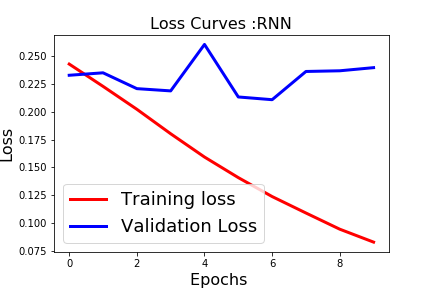 Loss Curves :RNN
Loss
0.250
0.225
0.200
0.175
0.150
0.125
0.100
0.075
Training loss
Validation Loss
0 2 4 6 8
Epochs